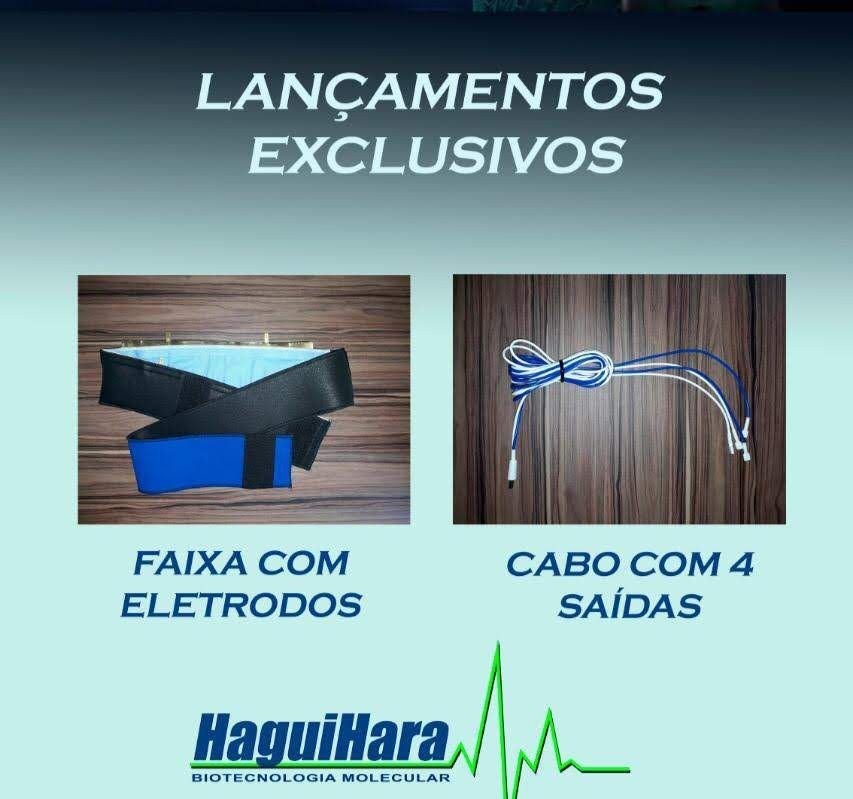 LANÇAMENTOS
EXCLUSIVOS
FAIXA COM
ELETRODOS
CABO COM 4
SAÍDAS
HaguiHara
BIOTECNOLOGIA MOLECULAR